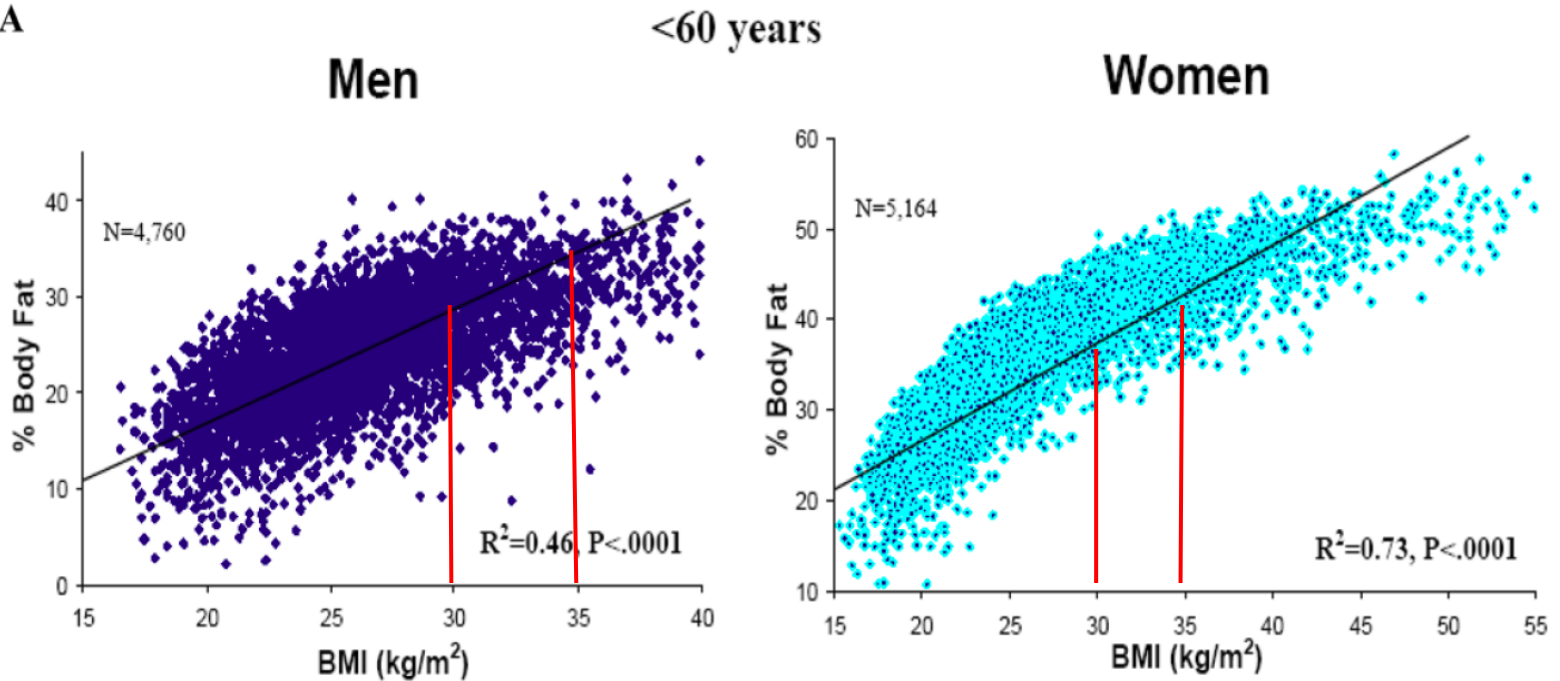 A
<60 years
Men
Women
% Body Fat
40
30
20
10
0
N=4,760
R²=0.46, P<.0001
15 20 25 30 35 40
BMI (kg/m²)
% Body Fat
60
50
40
30
20
10
N=5,164
R²=0.73, P<.0001
15 20 25 30 35 40 45 50 55
BMI (kg/m²)